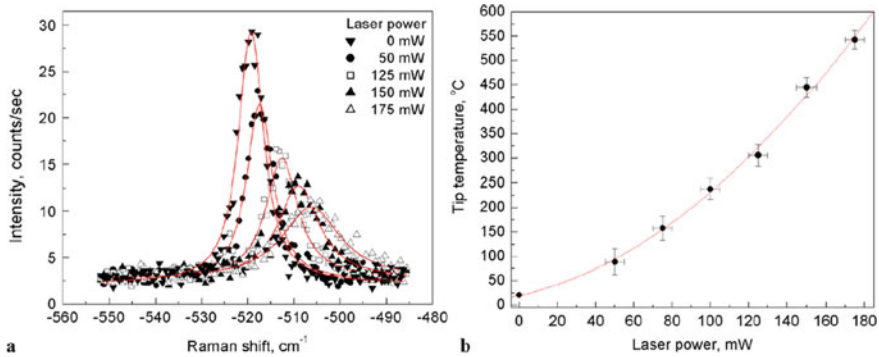 Laser power
0 mW
50 mW
125 mW
150 mW
175 mW
Intensity, counts/sec
30
25
20
15
10
5
0
-560 -550 -540 -530 -520 -510 -500 -490 -480
Raman shift, cm-1
a
Tip temperature, °C
600
550
500
450
400
350
300
250
200
150
100
50
0
0 20 40 60 80 100 120 140 160 180
Laser power, mW
b